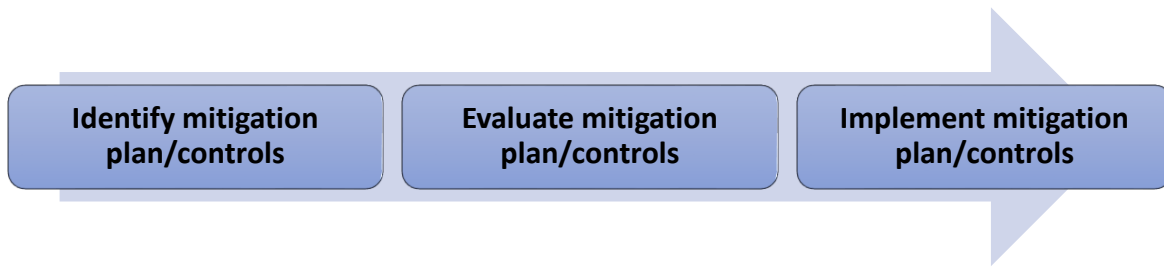 Identify mitigation
plan/controls
Evaluate mitigation
plan/controls
Implement mitigation
plan/controls